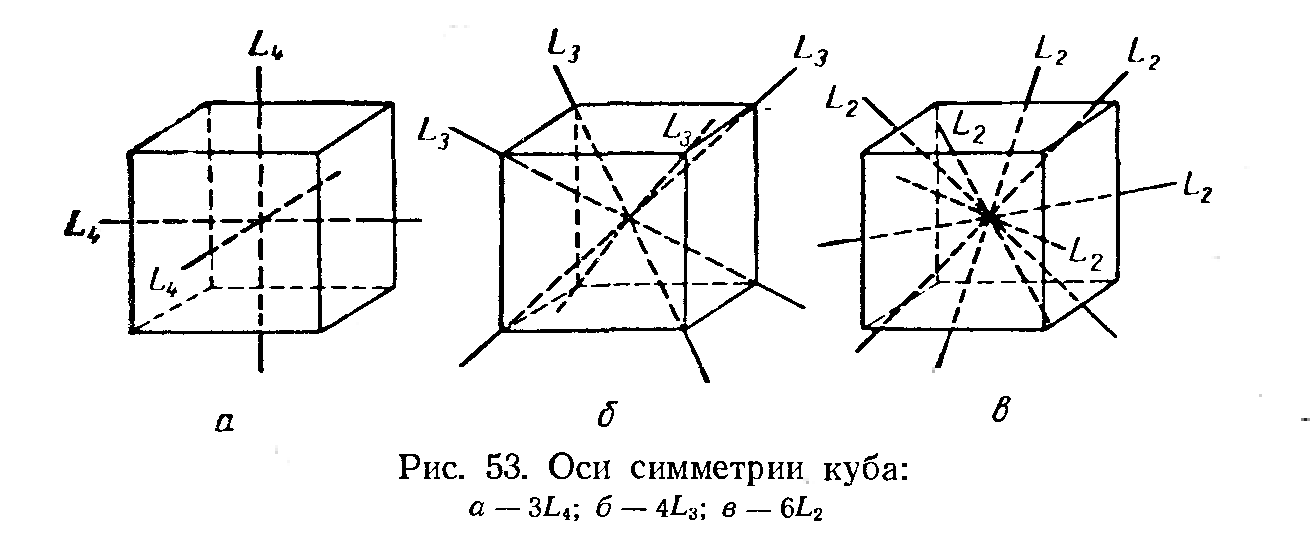 L₄
L₄
L₄
а
L₃
L₃
L₃
L₃
б
L₂
L₂
L₂
L₂
L₂
L₂
в
Рис. 53. Оси симметрии куба:
а — 3L₄; б — 4L₃; в — 6L₂